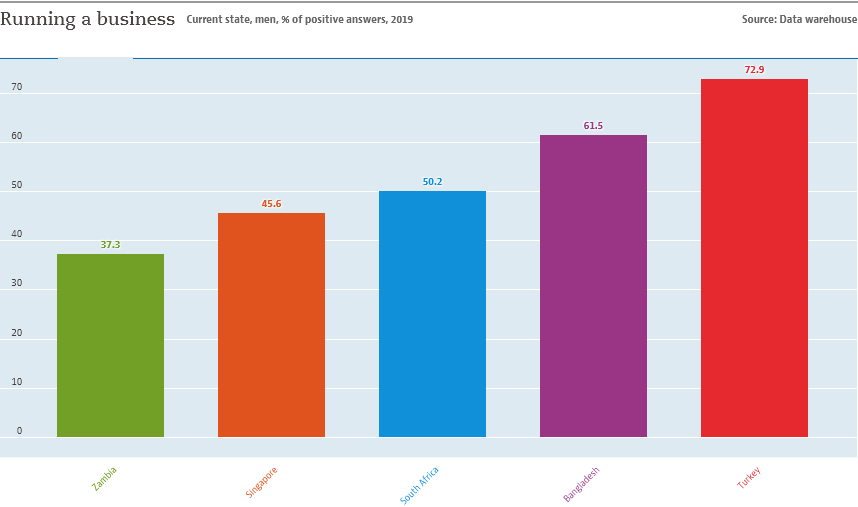 Running a business Current state, men, % of positive answers, 2019 Source: Data warehouse
72.9
70
61.5
60
50.2
50
45.6
40
37.3
30
20
10
0
Zambia
Singapore
South Africa
Bangladesh
Turkey